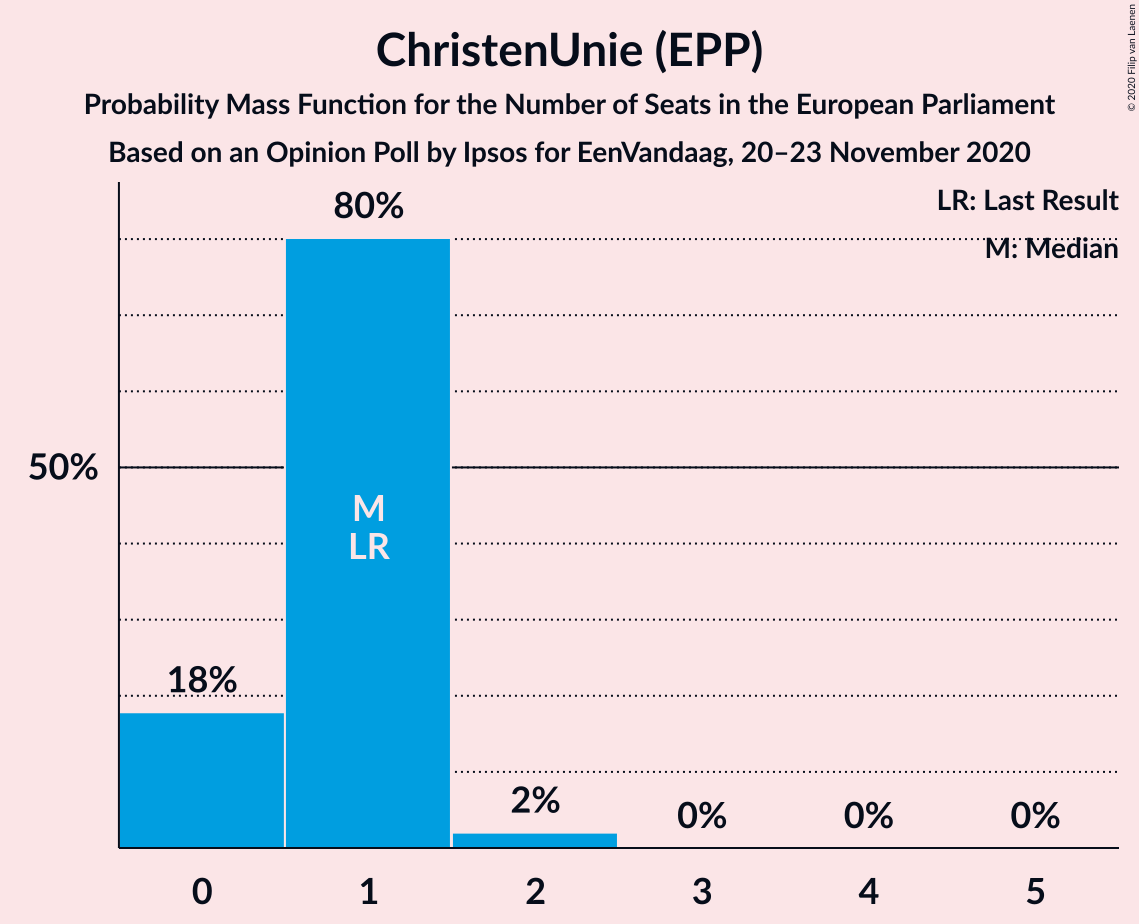 ChristenUnie (EPP)
Probability Mass Function for the Number of Seats in the European Parliament
Based on an Opinion Poll by Ipsos for EenVandaag, 20–23 November 2020
© 2020 Filip van Laenen
LR: Last Result
M: Median
80%
50%
M
LR
18%
2%
0%
0%
0%
0
1
2
3
4
5